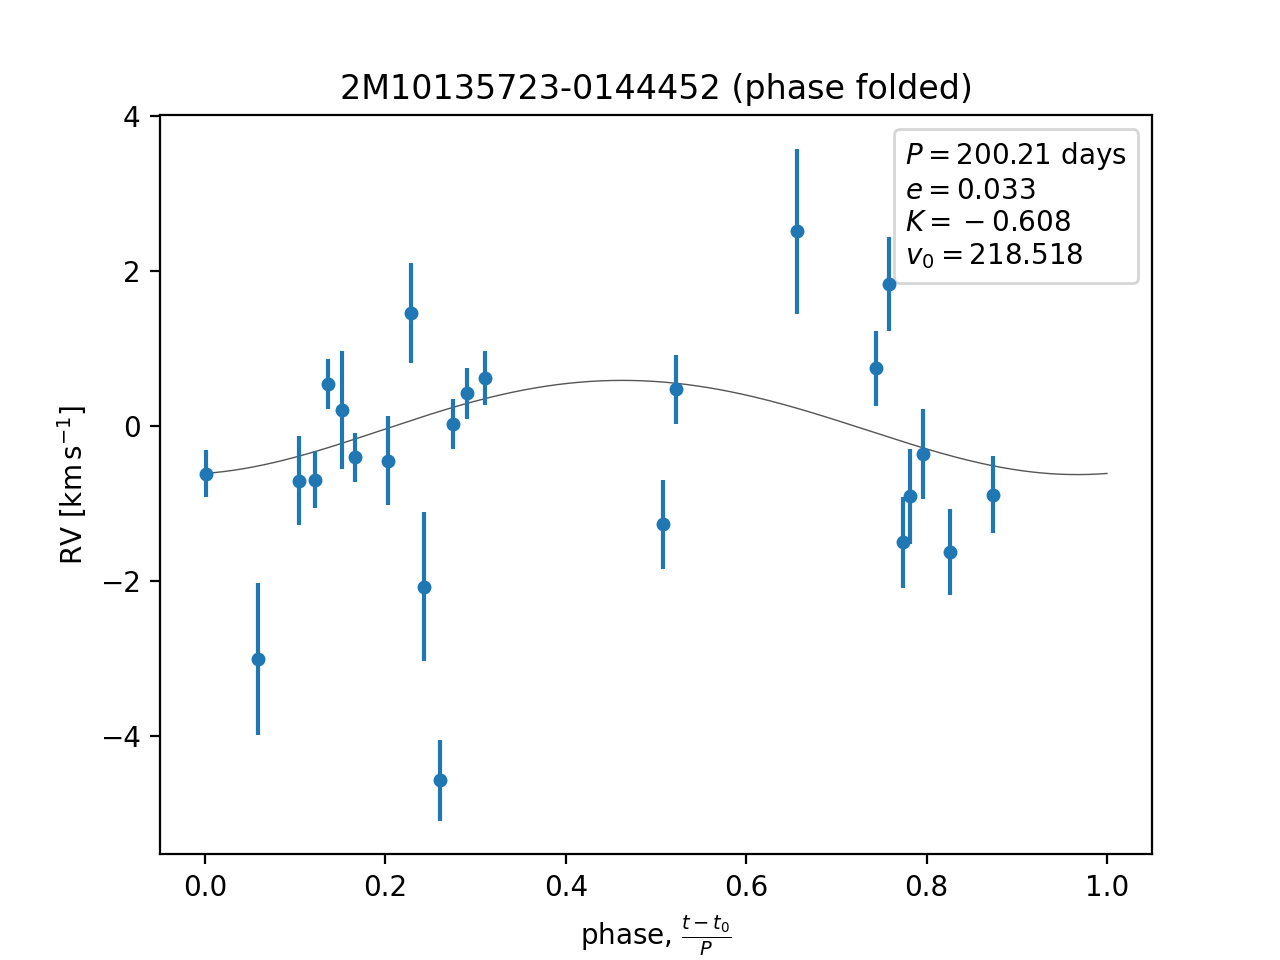 2M10135723-0144452 (phase folded)
4
2
0
−2
−4
RV [km s⁻¹]
P = 200.21 days
e = 0.033
K = −0.608
v₀ = 218.518
0.0 0.2 0.4 0.6 0.8 1.0
phase, (t − t₀)/P